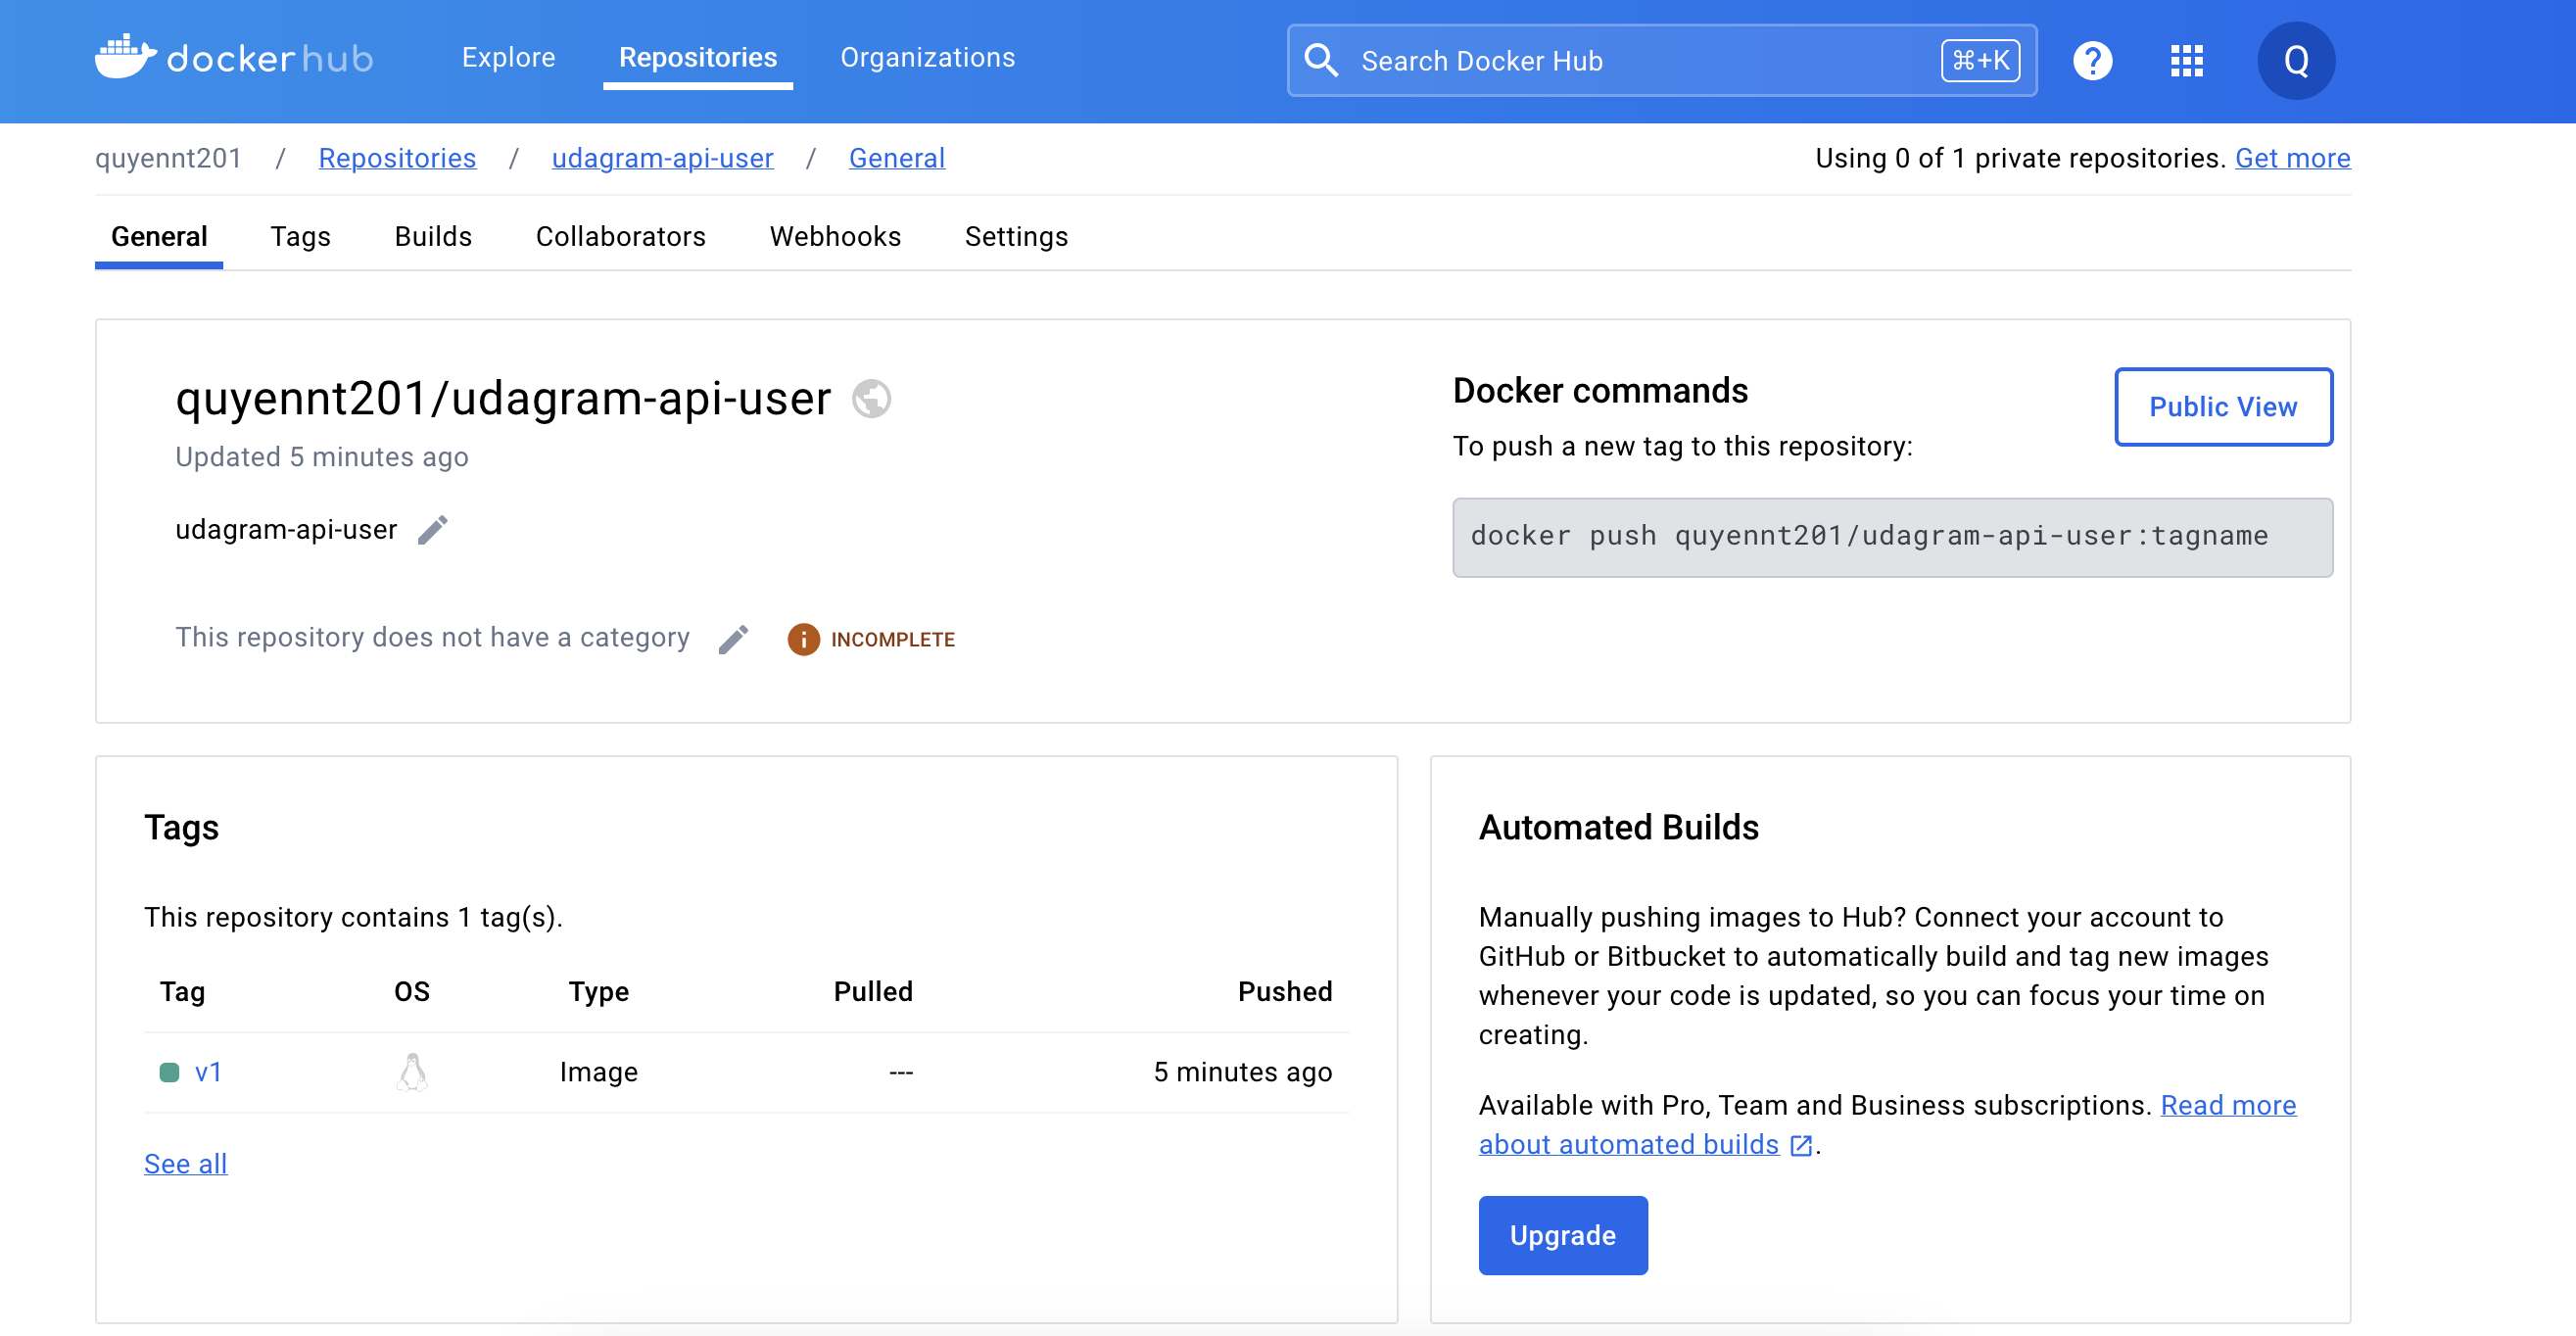 dockerhub
Explore
Repositories
Organizations
Search Docker Hub
⌘+K
?
Q
quyennt201 / Repositories / udagram-api-user / General
Using 0 of 1 private repositories. Get more
General
Tags
Builds
Collaborators
Webhooks
Settings
quyennt201/udagram-api-user
Updated 5 minutes ago
udagram-api-user
This repository does not have a category
i INCOMPLETE
Docker commands
Public View
To push a new tag to this repository:
docker push quyennt201/udagram-api-user:tagname
Tags
This repository contains 1 tag(s).
Tag OS Type Pulled Pushed
v1 Image --- 5 minutes ago
See all
Automated Builds
Manually pushing images to Hub? Connect your account to
GitHub or Bitbucket to automatically build and tag new images
whenever your code is updated, so you can focus your time on
creating.
Available with Pro, Team and Business subscriptions. Read more
about automated builds.
Upgrade